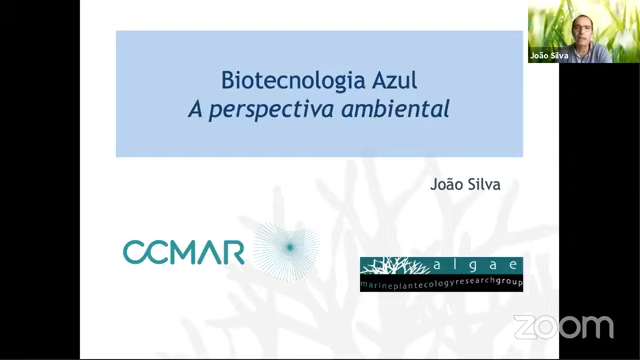 Biotecnologia Azul
A perspectiva ambiental
João Silva
João Silva
CCMAR
algae
marineplantecologyresearchgroup
zoom